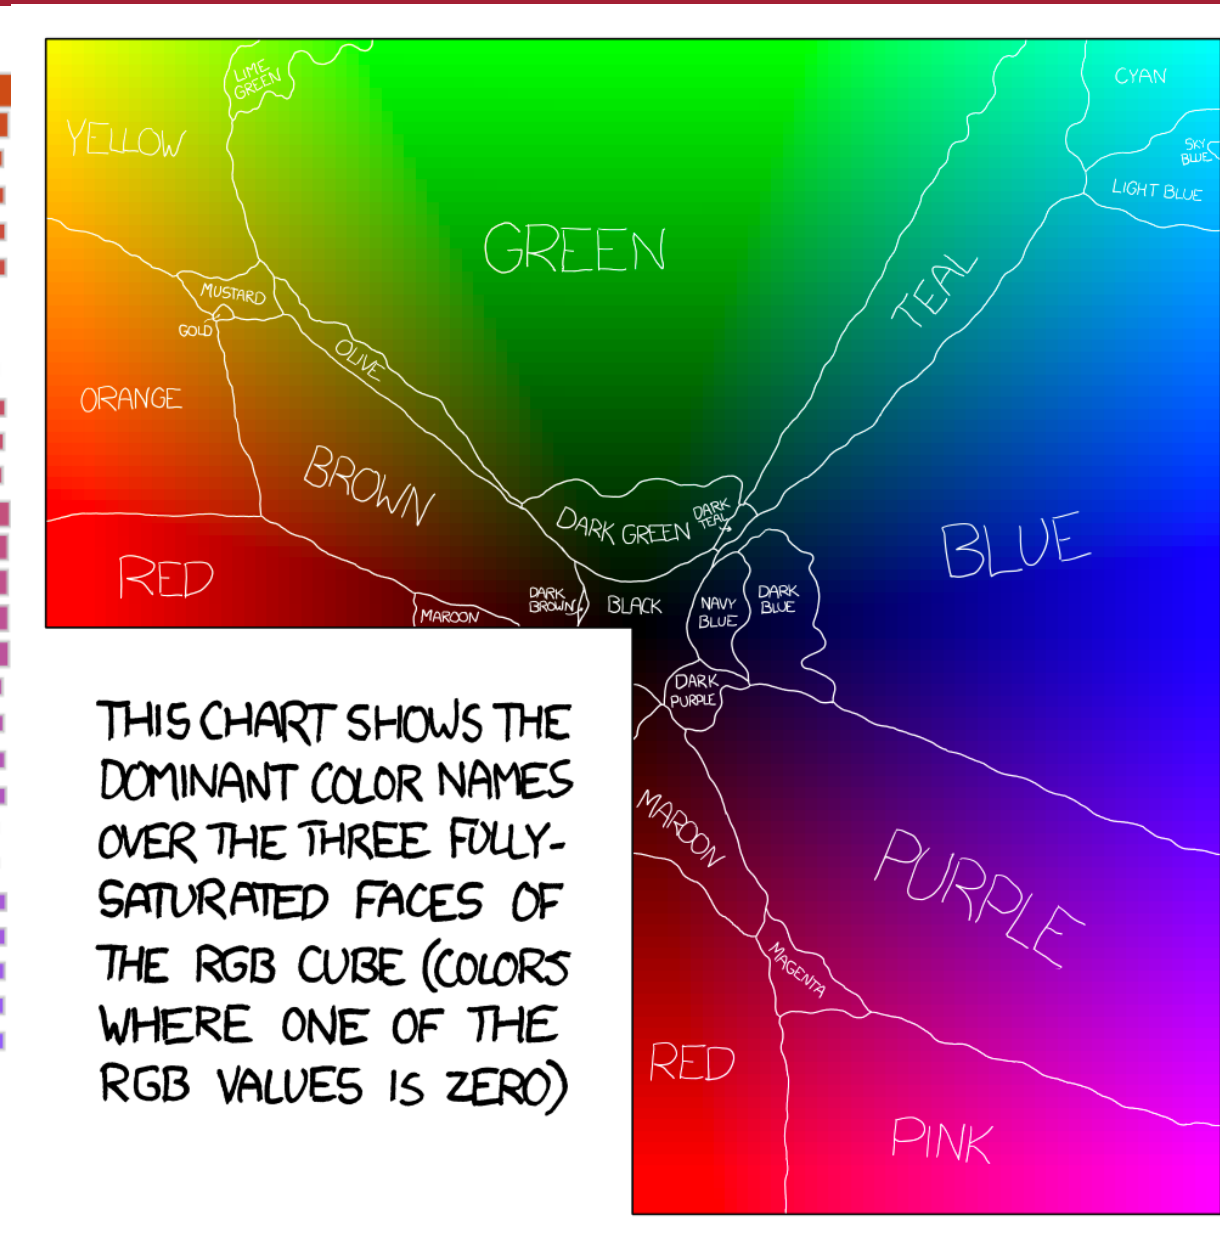 LIME
GREEN
CYAN
YELLOW
SKY
BLUE
LIGHT BLUE
GREEN
TEAL
MUSTARD
GOLD
OLIVE
ORANGE
BROWN
DARK GREEN
DARK
TEAL
BLUE
RED
MAROON
DARK
BROWN
BLACK
NAVY
BLUE
DARK
BLUE
DARK
PURPLE
THIS CHART SHOWS THE
DOMINANT COLOR NAMES
OVER THE THREE FULLY-
SATURATED FACES OF
THE RGB CUBE (COLORS
WHERE ONE OF THE
RGB VALUES IS ZERO)
MAROON
PURPLE
MAGENTA
RED
PINK